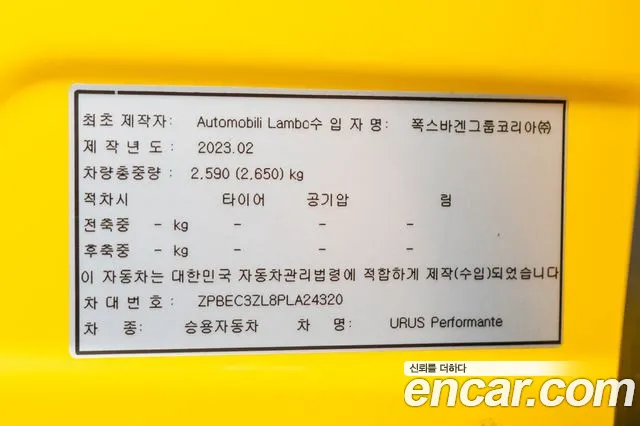 최초 제작자: Automobili Lambo수 입 자 명: 폭스바겐그룹코리아㈜
제 작 년 도 : 2023.02
차량총중량 : 2,590 (2,650) kg
적차시 타이어 공기압 림
전축중 - kg - - -
후축중 - kg - - -
이 자동차는 대한민국 자동차관리법령에 적합하게 제작(수입)되었습니다
차 대 번 호 : ZPBEC3ZL8PLA24320
차 종: 승용자동차 차 명: URUS Performante
신뢰를 더하다
encar.com